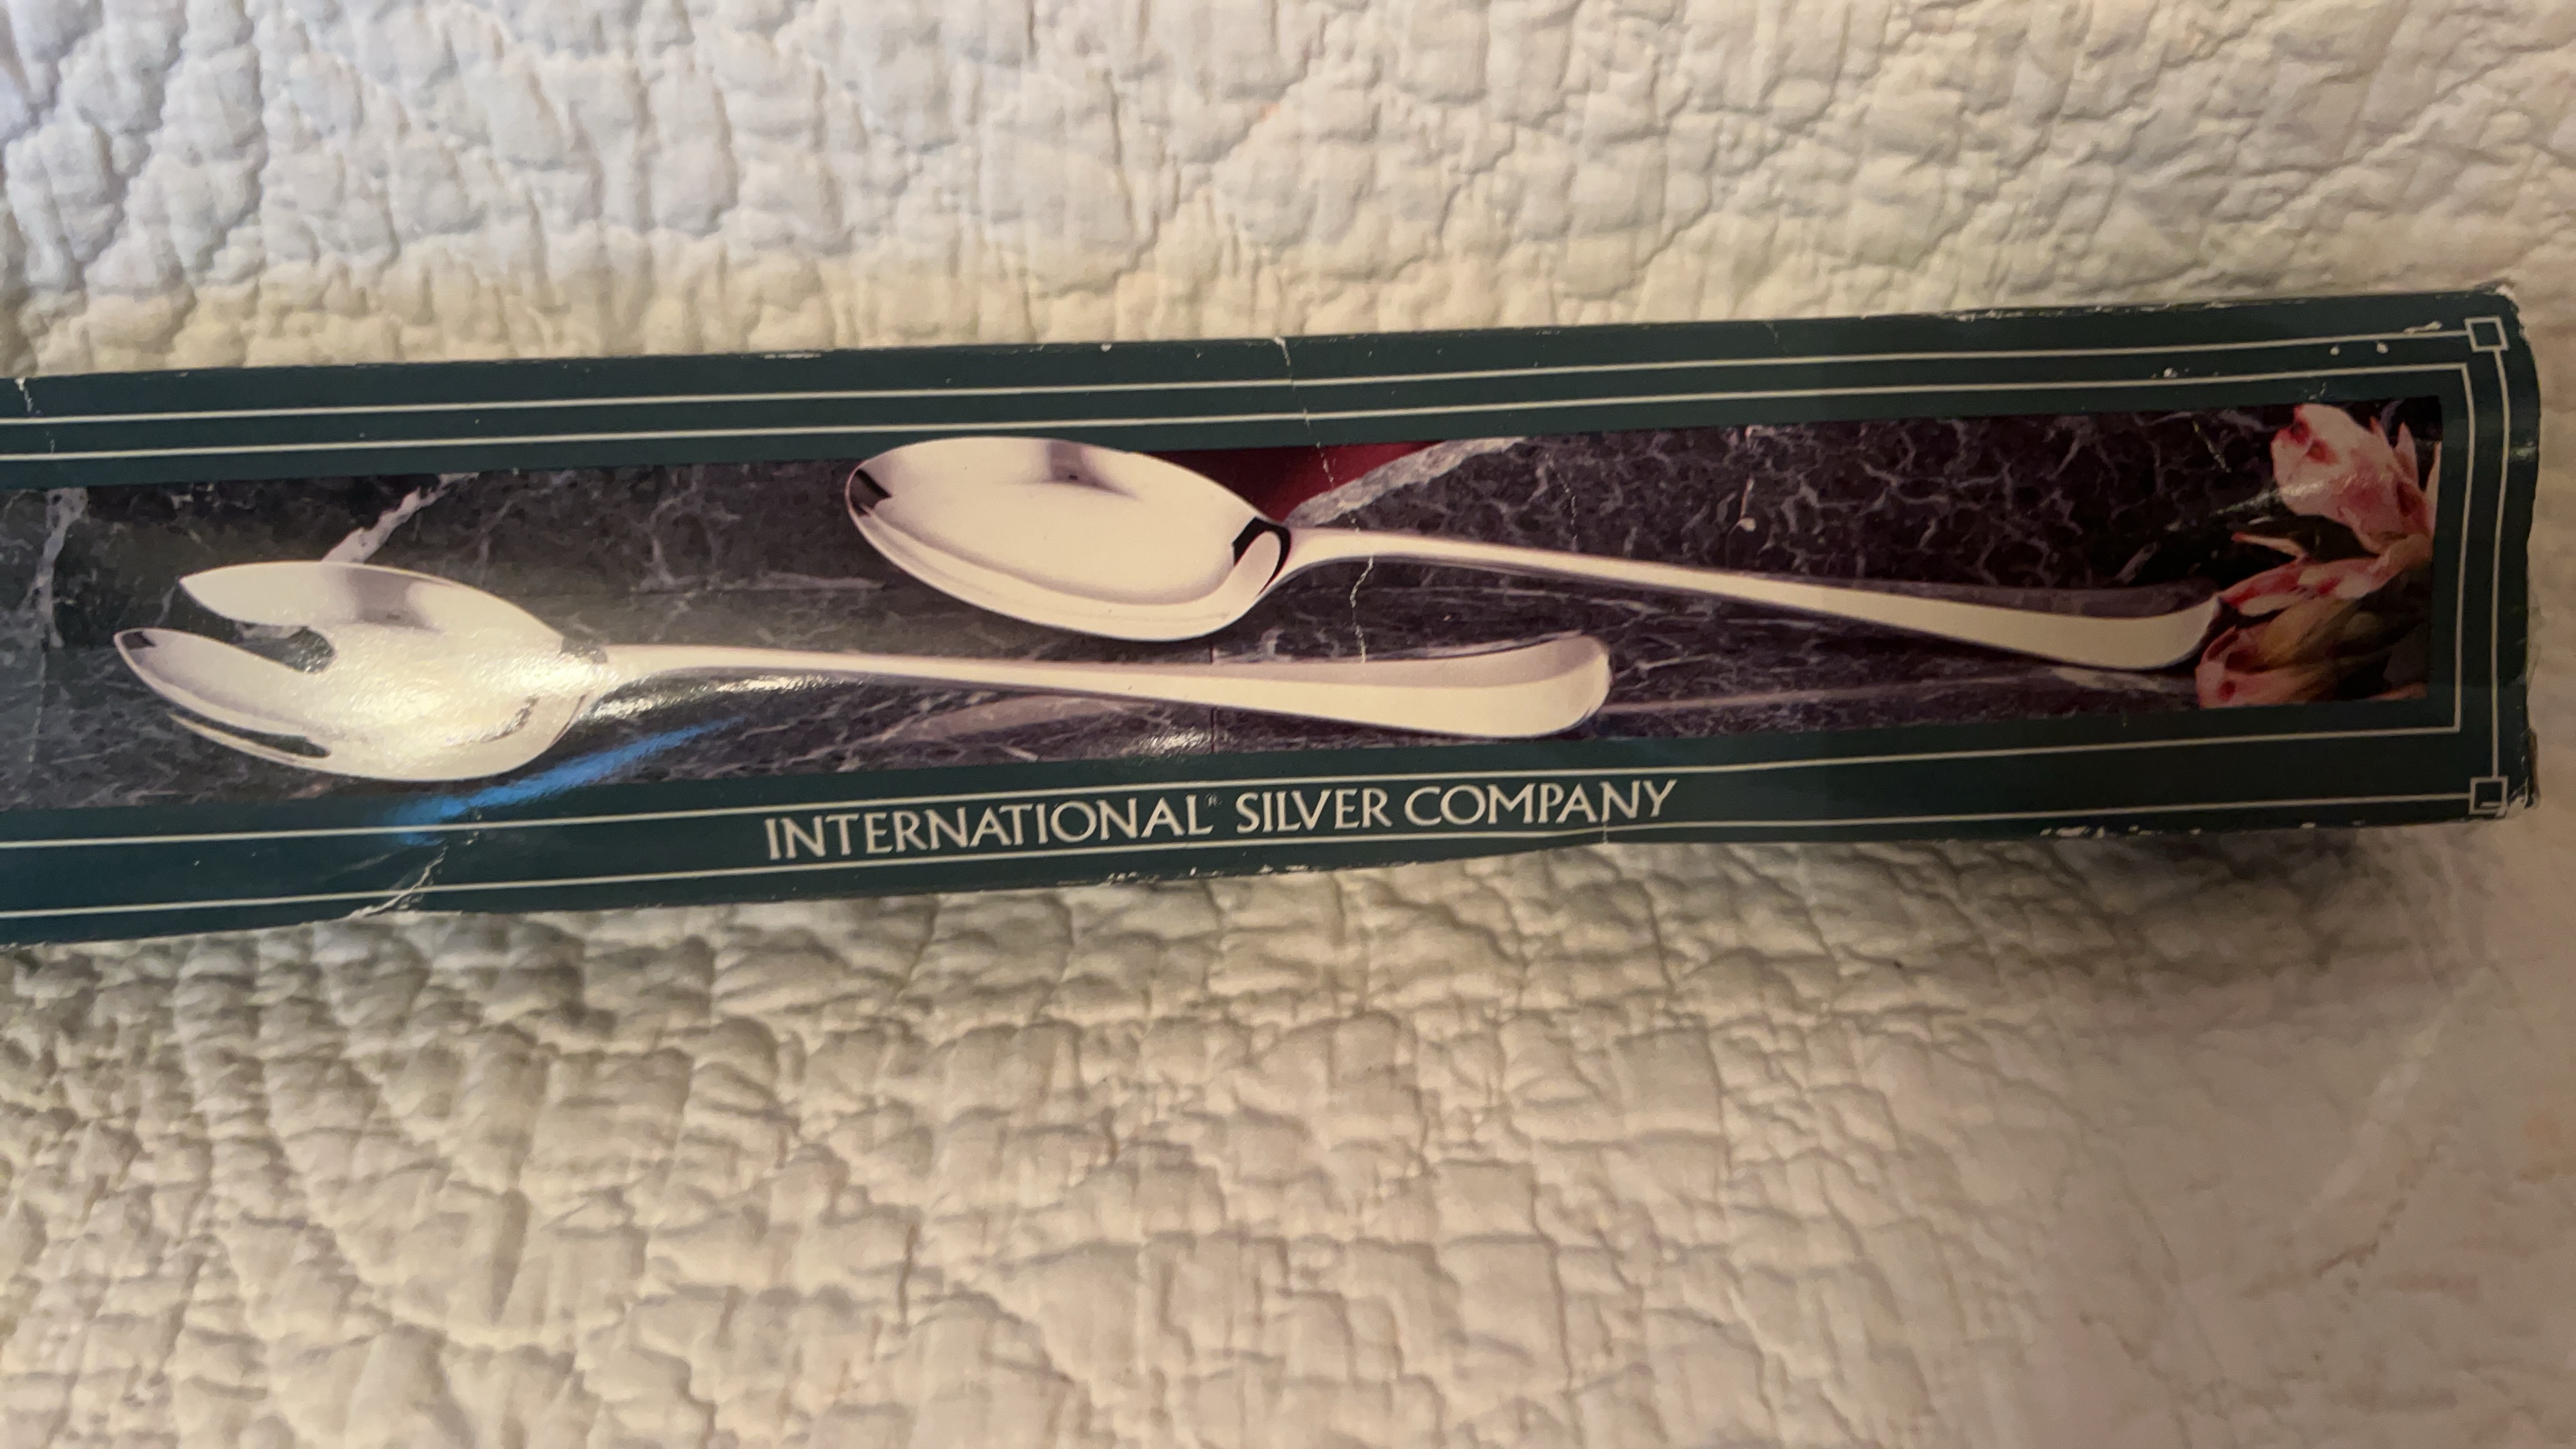 INTERNATIONAL® SILVER COMPANY